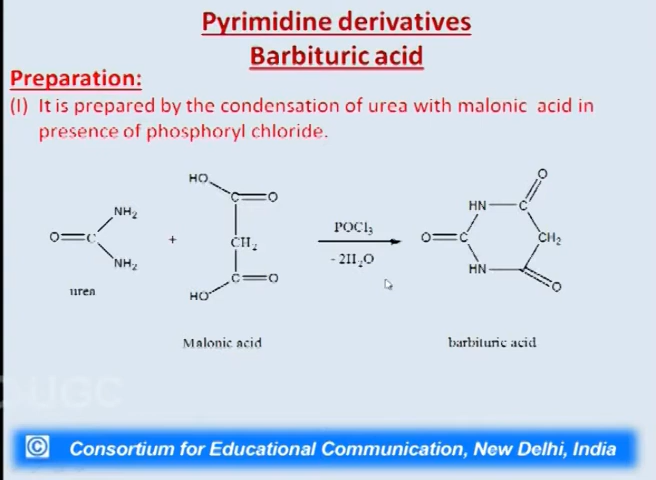 Pyrimidine derivatives
Barbituric acid
Preparation:
(I) It is prepared by the condensation of urea with malonic acid in
presence of phosphoryl chloride.
HO
C O
NH2
O C
NH2
urea
+
CH2
C O
HO
Malonic acid
POCl3
- 2H2O
O
HN C
O C CH2
HN
O
barbituric acid
UGC
© Consortium for Educational Communication, New Delhi, India